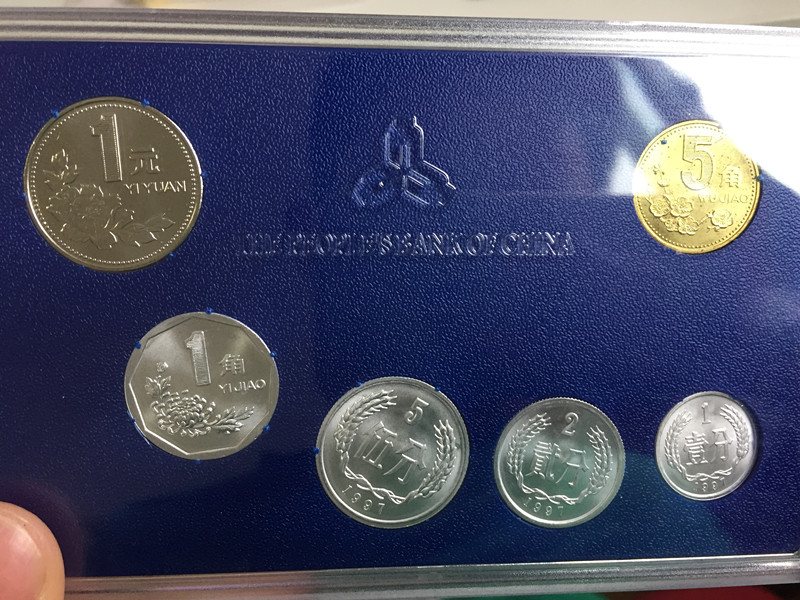 1元
YI YUAN
5角
WU JIAO
THE PEOPLE'S BANK OF CHINA
1角
YI JIAO
5
伍分
1997
2
贰分
1997
1
壹分
1997